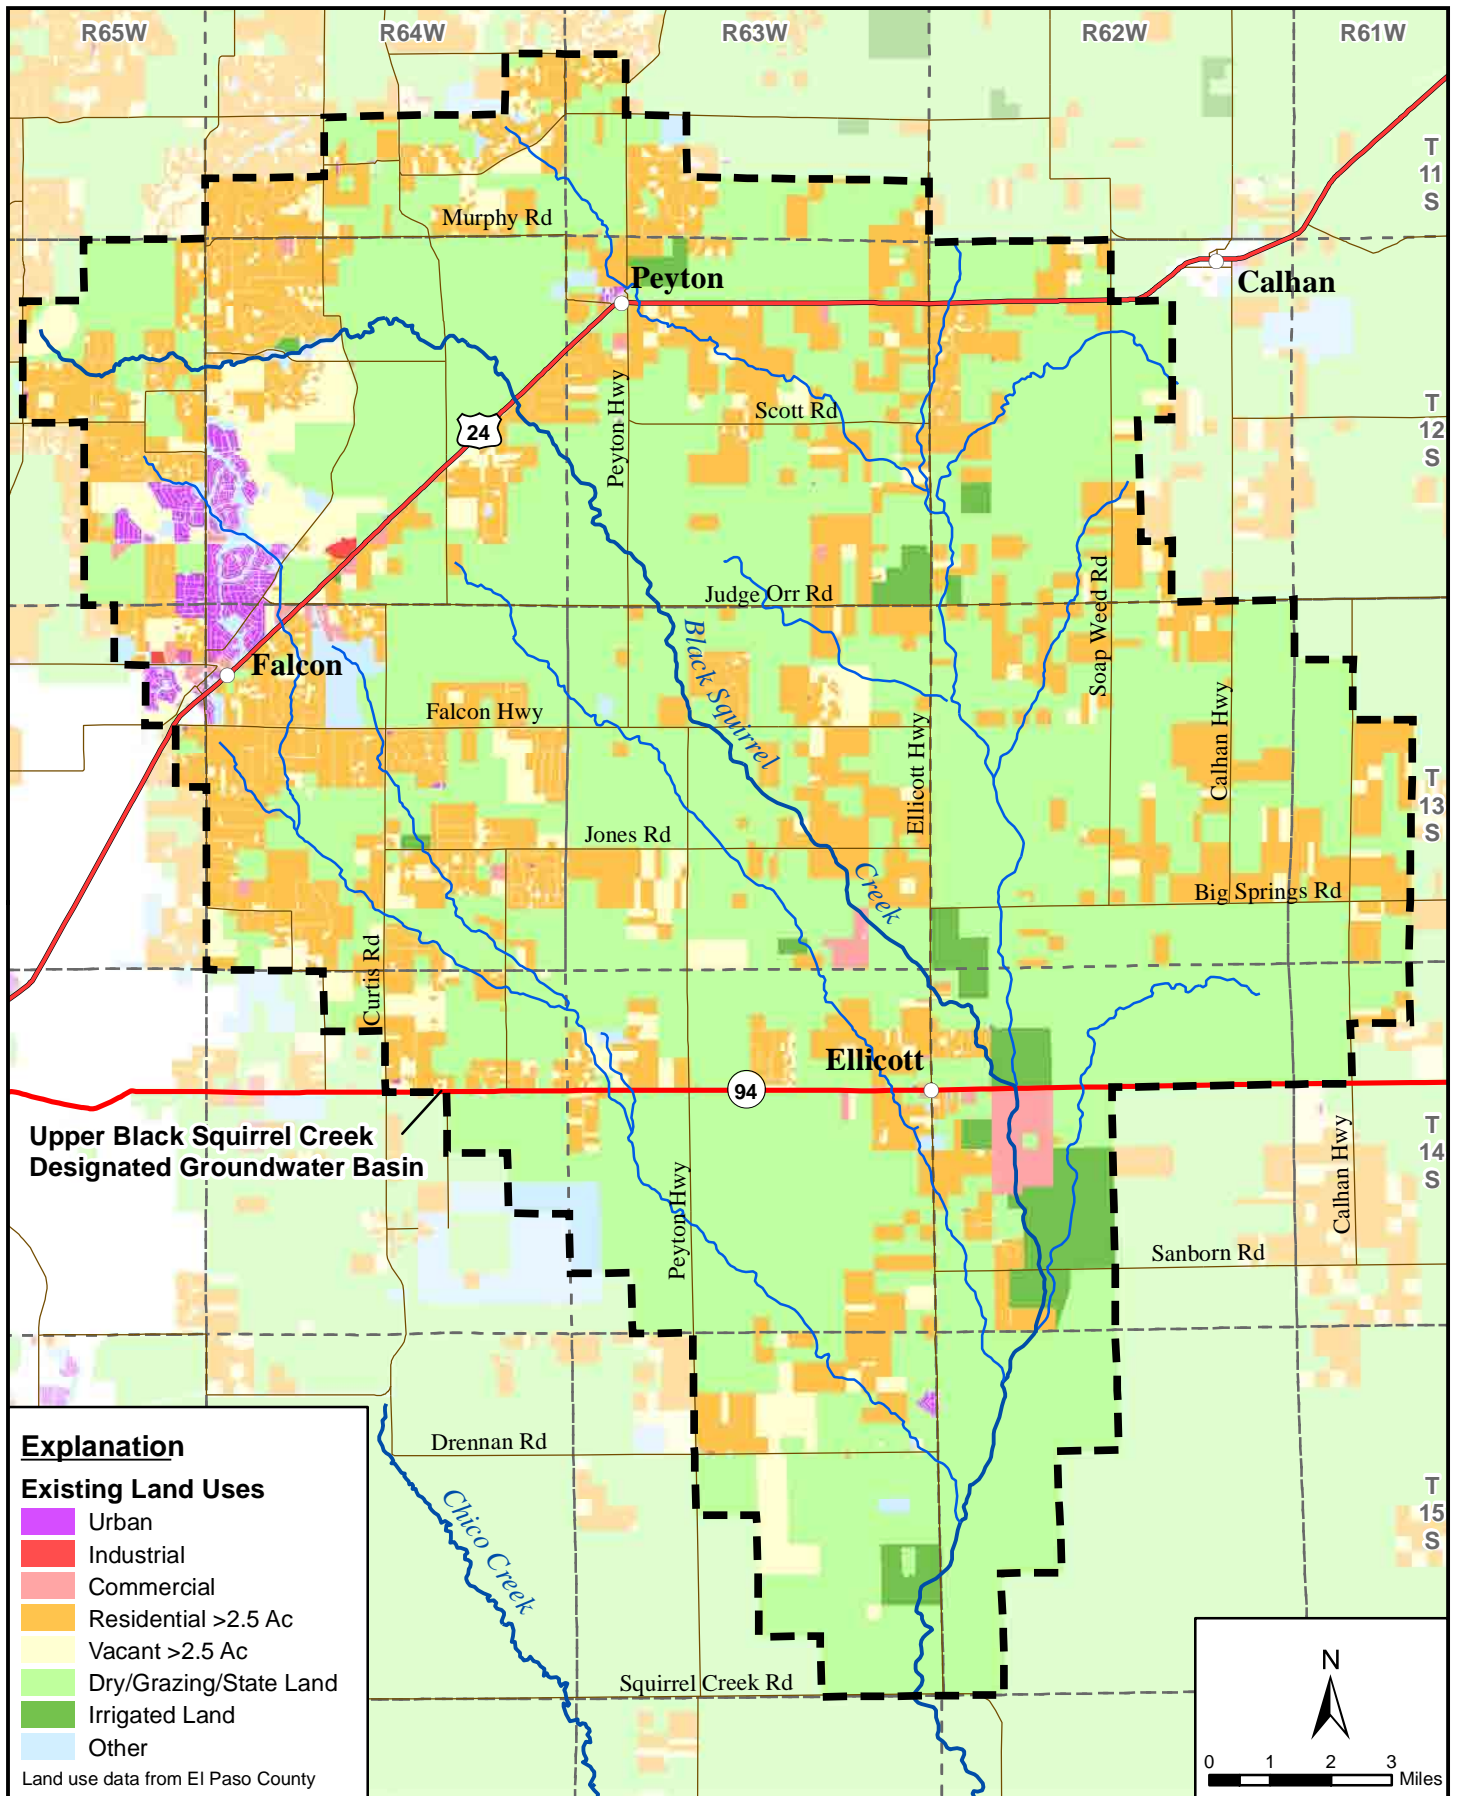 R65W
R64W
R63W
R62W
R61W
T
11
S
Murphy Rd
Peyton
Calhan
Peyton Hwy
Scott Rd
24
T
12
S
Judge Orr Rd
Soap Weed Rd
Black Squirrel
Creek
Falcon
Falcon Hwy
Ellicott Hwy
Calhan Hwy
T
13
S
Jones Rd
Big Springs Rd
Curtis Rd
Ellicott
94
Upper Black Squirrel Creek
Designated Groundwater Basin
T
14
S
Calhan Hwy
Peyton Hwy
Sanborn Rd
Drennan Rd
Chico Creek
T
15
S
Squirrel Creek Rd
Explanation
Existing Land Uses
Urban
Industrial
Commercial
Residential >2.5 Ac
Vacant >2.5 Ac
Dry/Grazing/State Land
Irrigated Land
Other
Land use data from El Paso County
N
0 1 2 3
Miles